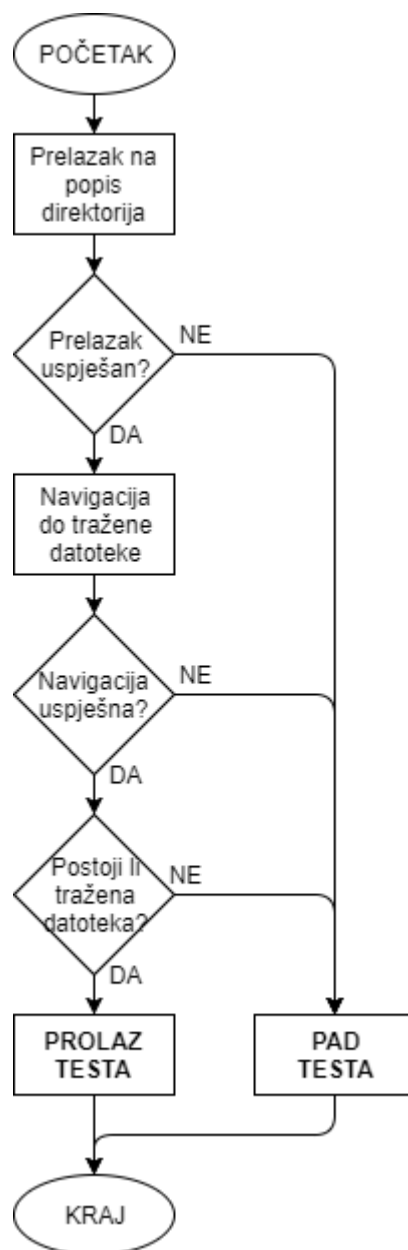 POČETAK
Prelazak na
popis
direktorija
Prelazak
uspješan?
NE
DA
Navigacija
do tražene
datoteke
Navigacija
uspješna?
NE
DA
Postoji li
tražena
datoteka?
NE
DA
PROLAZ
TESTA
PAD
TESTA
KRAJ